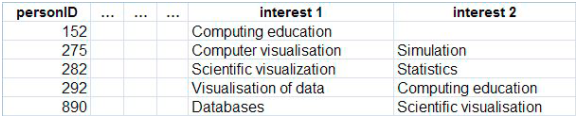 personID ... ... ... interest 1 interest 2
152 Computing education
275 Computer visualisation Simulation
282 Scientific visualization Statistics
292 Visualisation of data Computing education
890 Databases Scientific visualisation